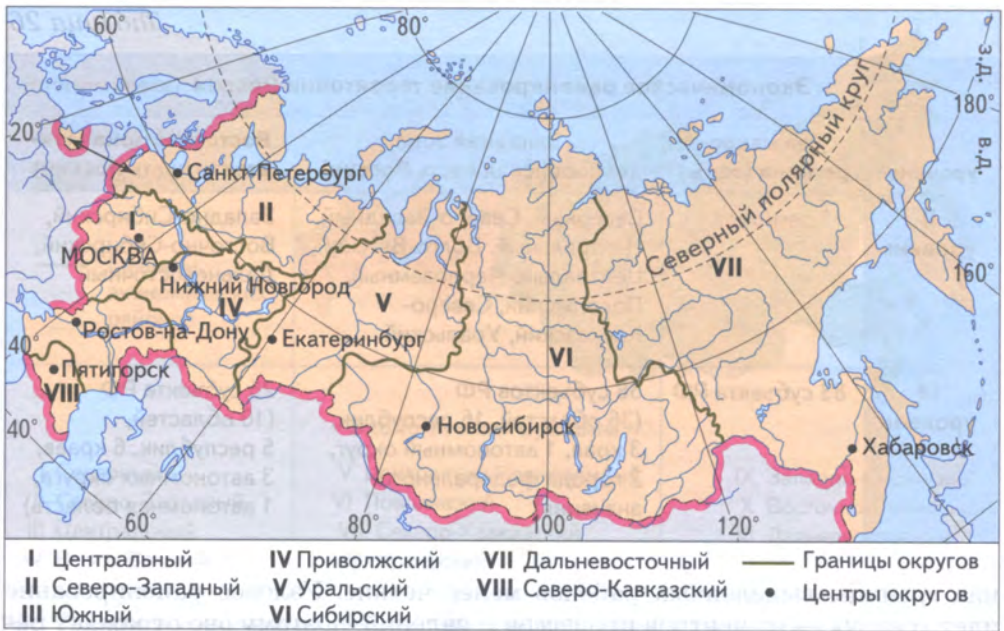 60°
80°
з.д.
180°
в.д.
20°
Северный полярный круг
Санкт-Петербург
I
II
МОСКВА
VII
160°
Нижний Новгород
IV
V
Ростов-на-Дону
Екатеринбург
40°
VI
Пятигорск
VIII
Новосибирск
40°
Хабаровск
60°
80°
100°
120°
I Центральный
IV Приволжский
VII Дальневосточный
Границы округов
II Северо-Западный
V Уральский
VIII Северо-Кавказский
Центры округов
III Южный
VI Сибирский